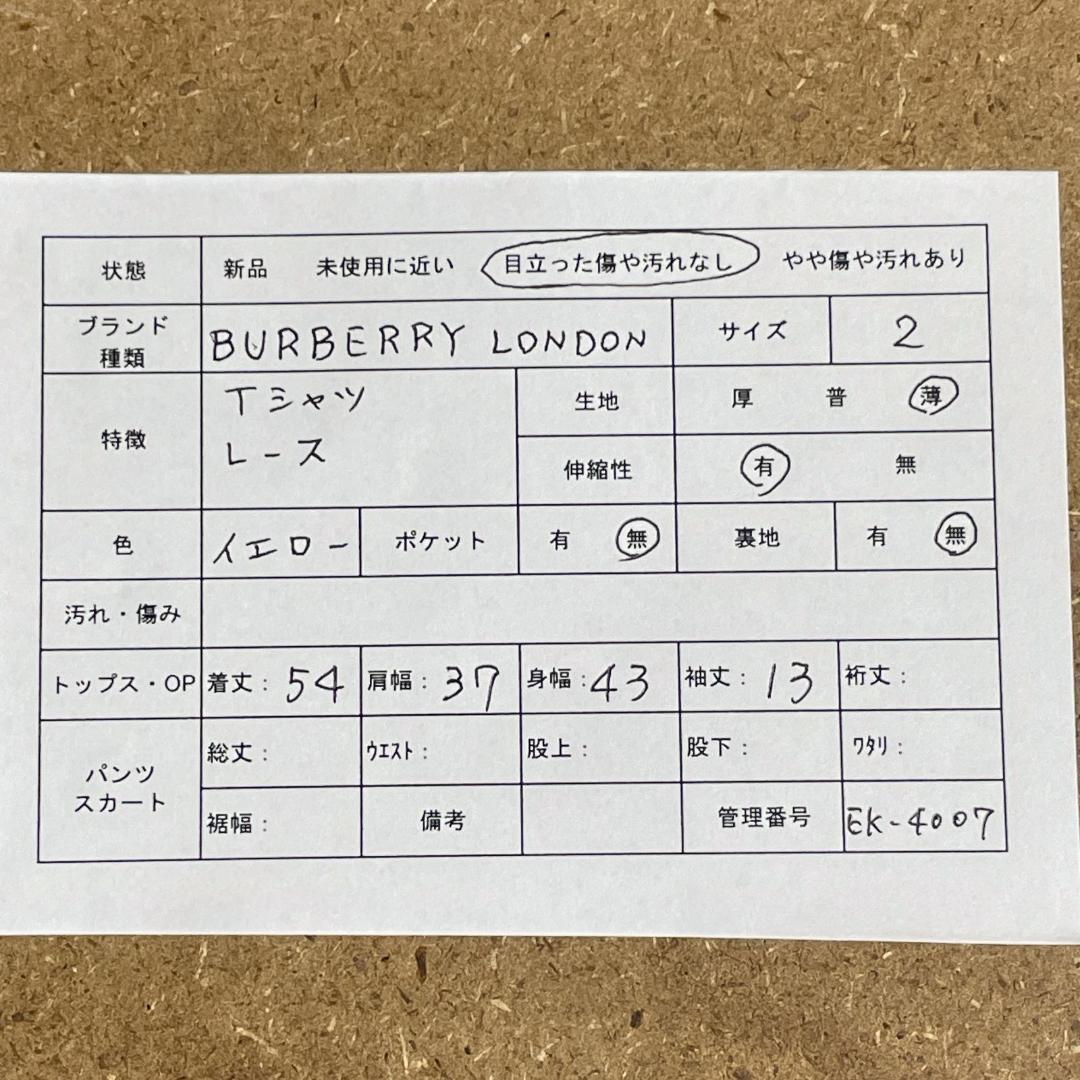 状態 新品 未使用に近い 目立った傷や汚れなし やや傷や汚れあり
ブランド
種類 BURBERRY LONDON サイズ 2
特徴 Tシャツ
レース
生地 厚 普 薄
伸縮性 有 無
色 イエロー ポケット 有 無 裏地 有 無
汚れ・傷み
トップス・OP 着丈: 54 肩幅: 37 身幅: 43 袖丈: 13 裄丈:
パンツ
スカート
総丈: ｳｴｽﾄ: 股上: 股下: ﾜﾀﾘ:
裾幅: 備考 管理番号 EK-4007